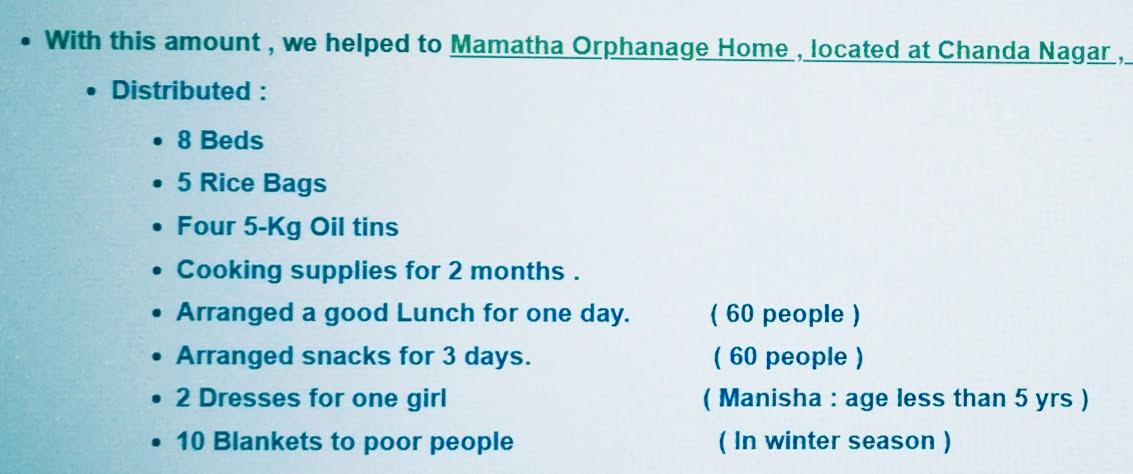 • With this amount , we helped to Mamatha Orphanage Home , located at Chanda Nagar ,
• Distributed :
• 8 Beds
• 5 Rice Bags
• Four 5-Kg Oil tins
• Cooking supplies for 2 months .
• Arranged a good Lunch for one day. ( 60 people )
• Arranged snacks for 3 days. ( 60 people )
• 2 Dresses for one girl ( Manisha : age less than 5 yrs )
• 10 Blankets to poor people ( In winter season )